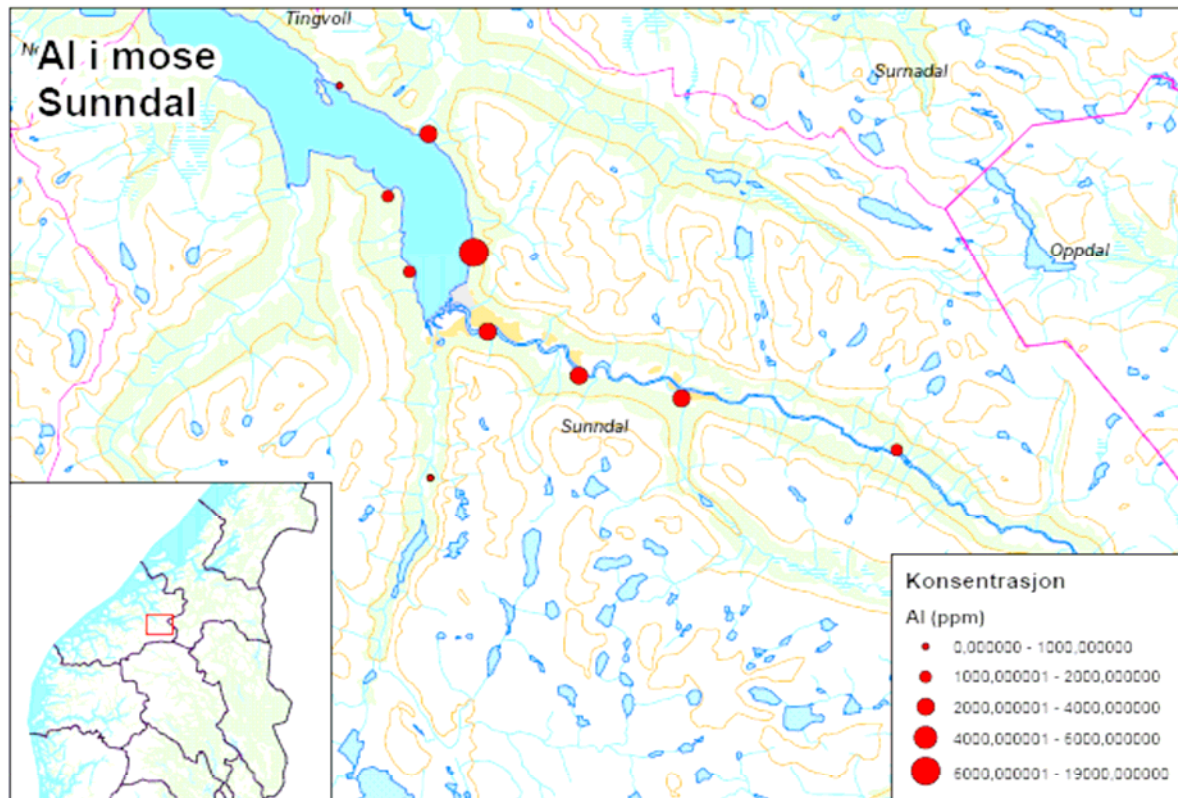 Tingvoll
Al i mose
Sunndal
Surnadal
Oppdal
Sunndal
Konsentrasjon
Al (ppm)
0,000000 - 1000,000000
1000,000001 - 2000,000000
2000,000001 - 4000,000000
4000,000001 - 6000,000000
6000,000001 - 19000,000000